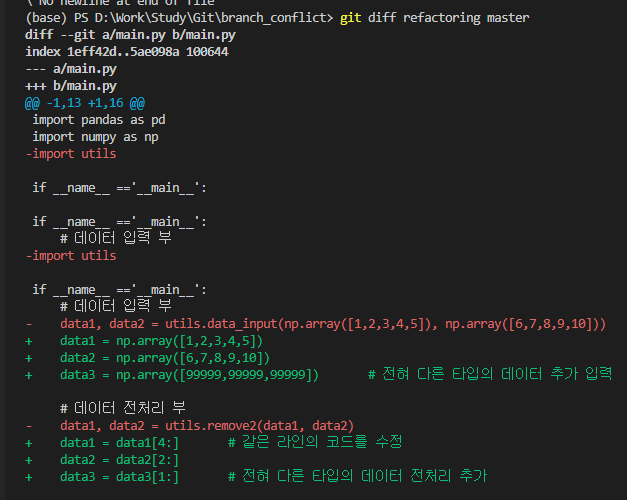 \ No newline at end of file
(base) PS D:\Work\Study\Git\branch_conflict> git diff refactoring master
diff --git a/main.py b/main.py
index 1eff42d..5ae098a 100644
--- a/main.py
+++ b/main.py
@@ -1,13 +1,16 @@
 import pandas as pd
 import numpy as np
-import utils

 if __name__ =='__main__':

 if __name__ =='__main__':
     # 데이터 입력 부
-import utils

 if __name__ =='__main__':
     # 데이터 입력 부
-    data1, data2 = utils.data_input(np.array([1,2,3,4,5]), np.array([6,7,8,9,10]))
+    data1 = np.array([1,2,3,4,5])
+    data2 = np.array([6,7,8,9,10])
+    data3 = np.array([99999,99999,99999])      # 전혀 다른 타입의 데이터 추가 입력

     # 데이터 전처리 부
-    data1, data2 = utils.remove2(data1, data2)
+    data1 = data1[4:]      # 같은 라인의 코드를 수정
+    data2 = data2[2:]
+    data3 = data3[1:]      # 전혀 다른 타입의 데이터 전처리 추가